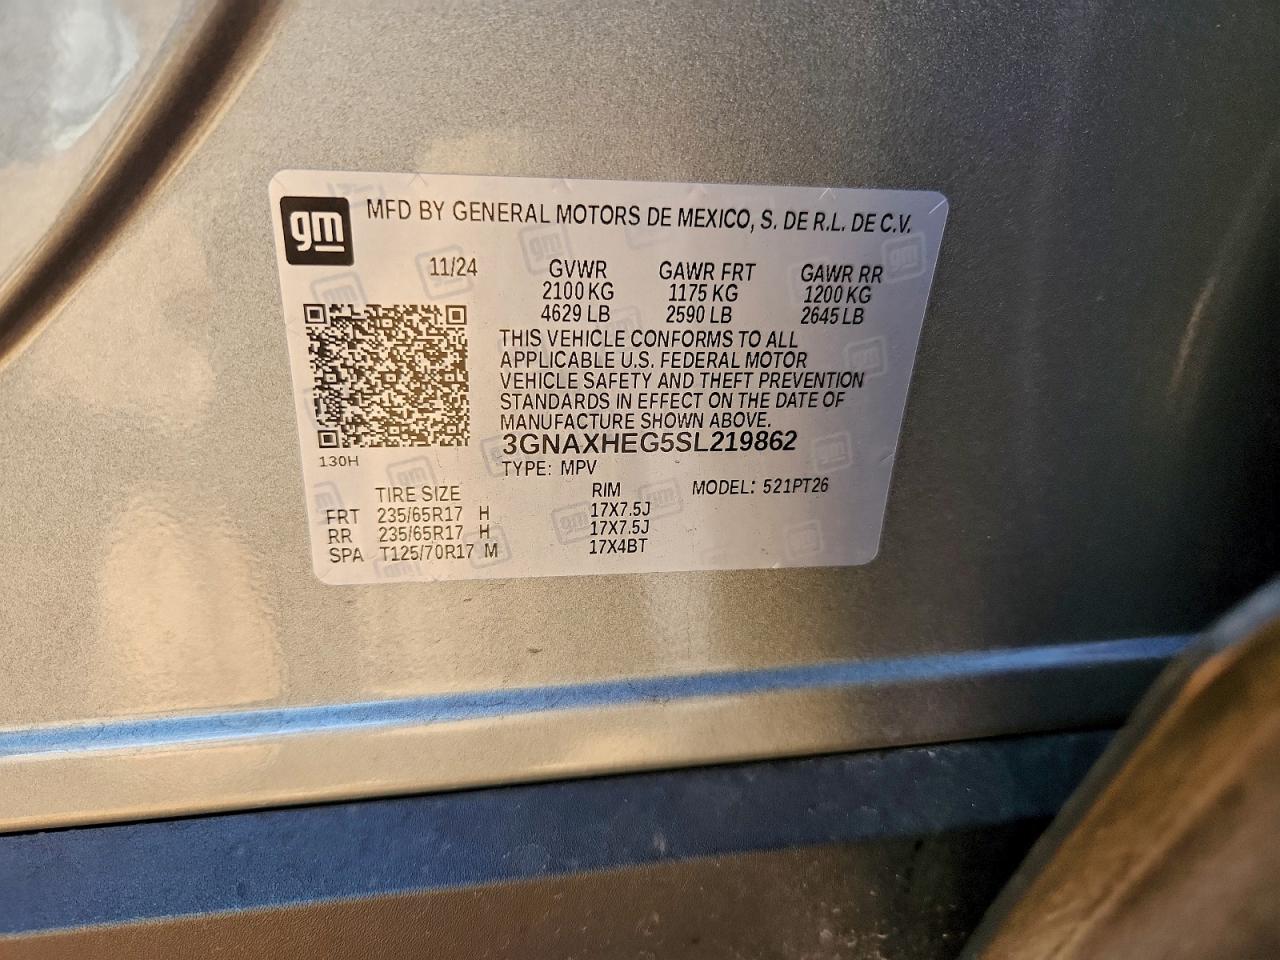 gm MFD BY GENERAL MOTORS DE MEXICO, S. DE R.L. DE C.V.
11/24 GVWR GAWR FRT GAWR RR
2100 KG 1175 KG 1200 KG
4629 LB 2590 LB 2645 LB
THIS VEHICLE CONFORMS TO ALL
APPLICABLE U.S. FEDERAL MOTOR
VEHICLE SAFETY AND THEFT PREVENTION
STANDARDS IN EFFECT ON THE DATE OF
MANUFACTURE SHOWN ABOVE.
3GNAXHEG5SL219862
130H
TYPE: MPV
TIRE SIZE RIM MODEL: 521PT26
FRT 235/65R17 H 17X7.5J
RR 235/65R17 H 17X7.5J
SPA T125/70R17 M 17X4BT